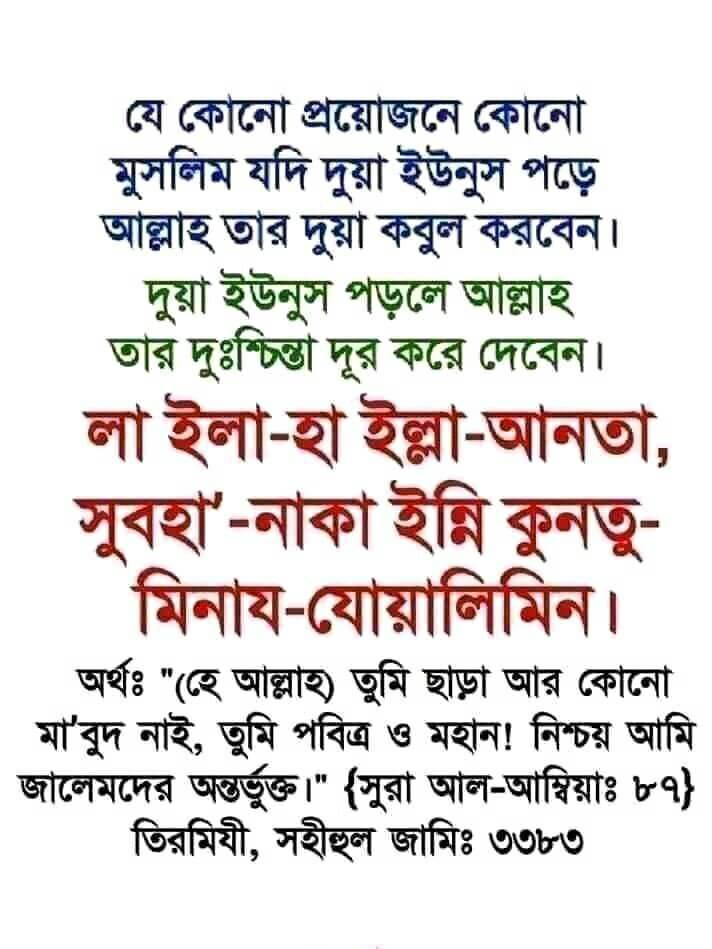 যে কোনো প্রয়োজনে কোনো
মুসলিম যদি দুয়া ইউনুস পড়ে
আল্লাহ তার দুয়া কবুল করবেন।
দুয়া ইউনুস পড়লে আল্লাহ
তার দুঃশ্চিন্তা দূর করে দেবেন।
লা ইলা-হা ইল্লা-আনতা,
সুবহা'-নাকা ইন্নি কুনতু-
মিনায-যোয়ালিমিন।
অর্থঃ "(হে আল্লাহ) তুমি ছাড়া আর কোনো
মা'বুদ নাই, তুমি পবিত্র ও মহান! নিশ্চয় আমি
জালেমদের অন্তর্ভুক্ত।" {সুরা আল-আম্বিয়াঃ ৮৭}
তিরমিযী, সহীহুল জামিঃ ৩৩৮৩